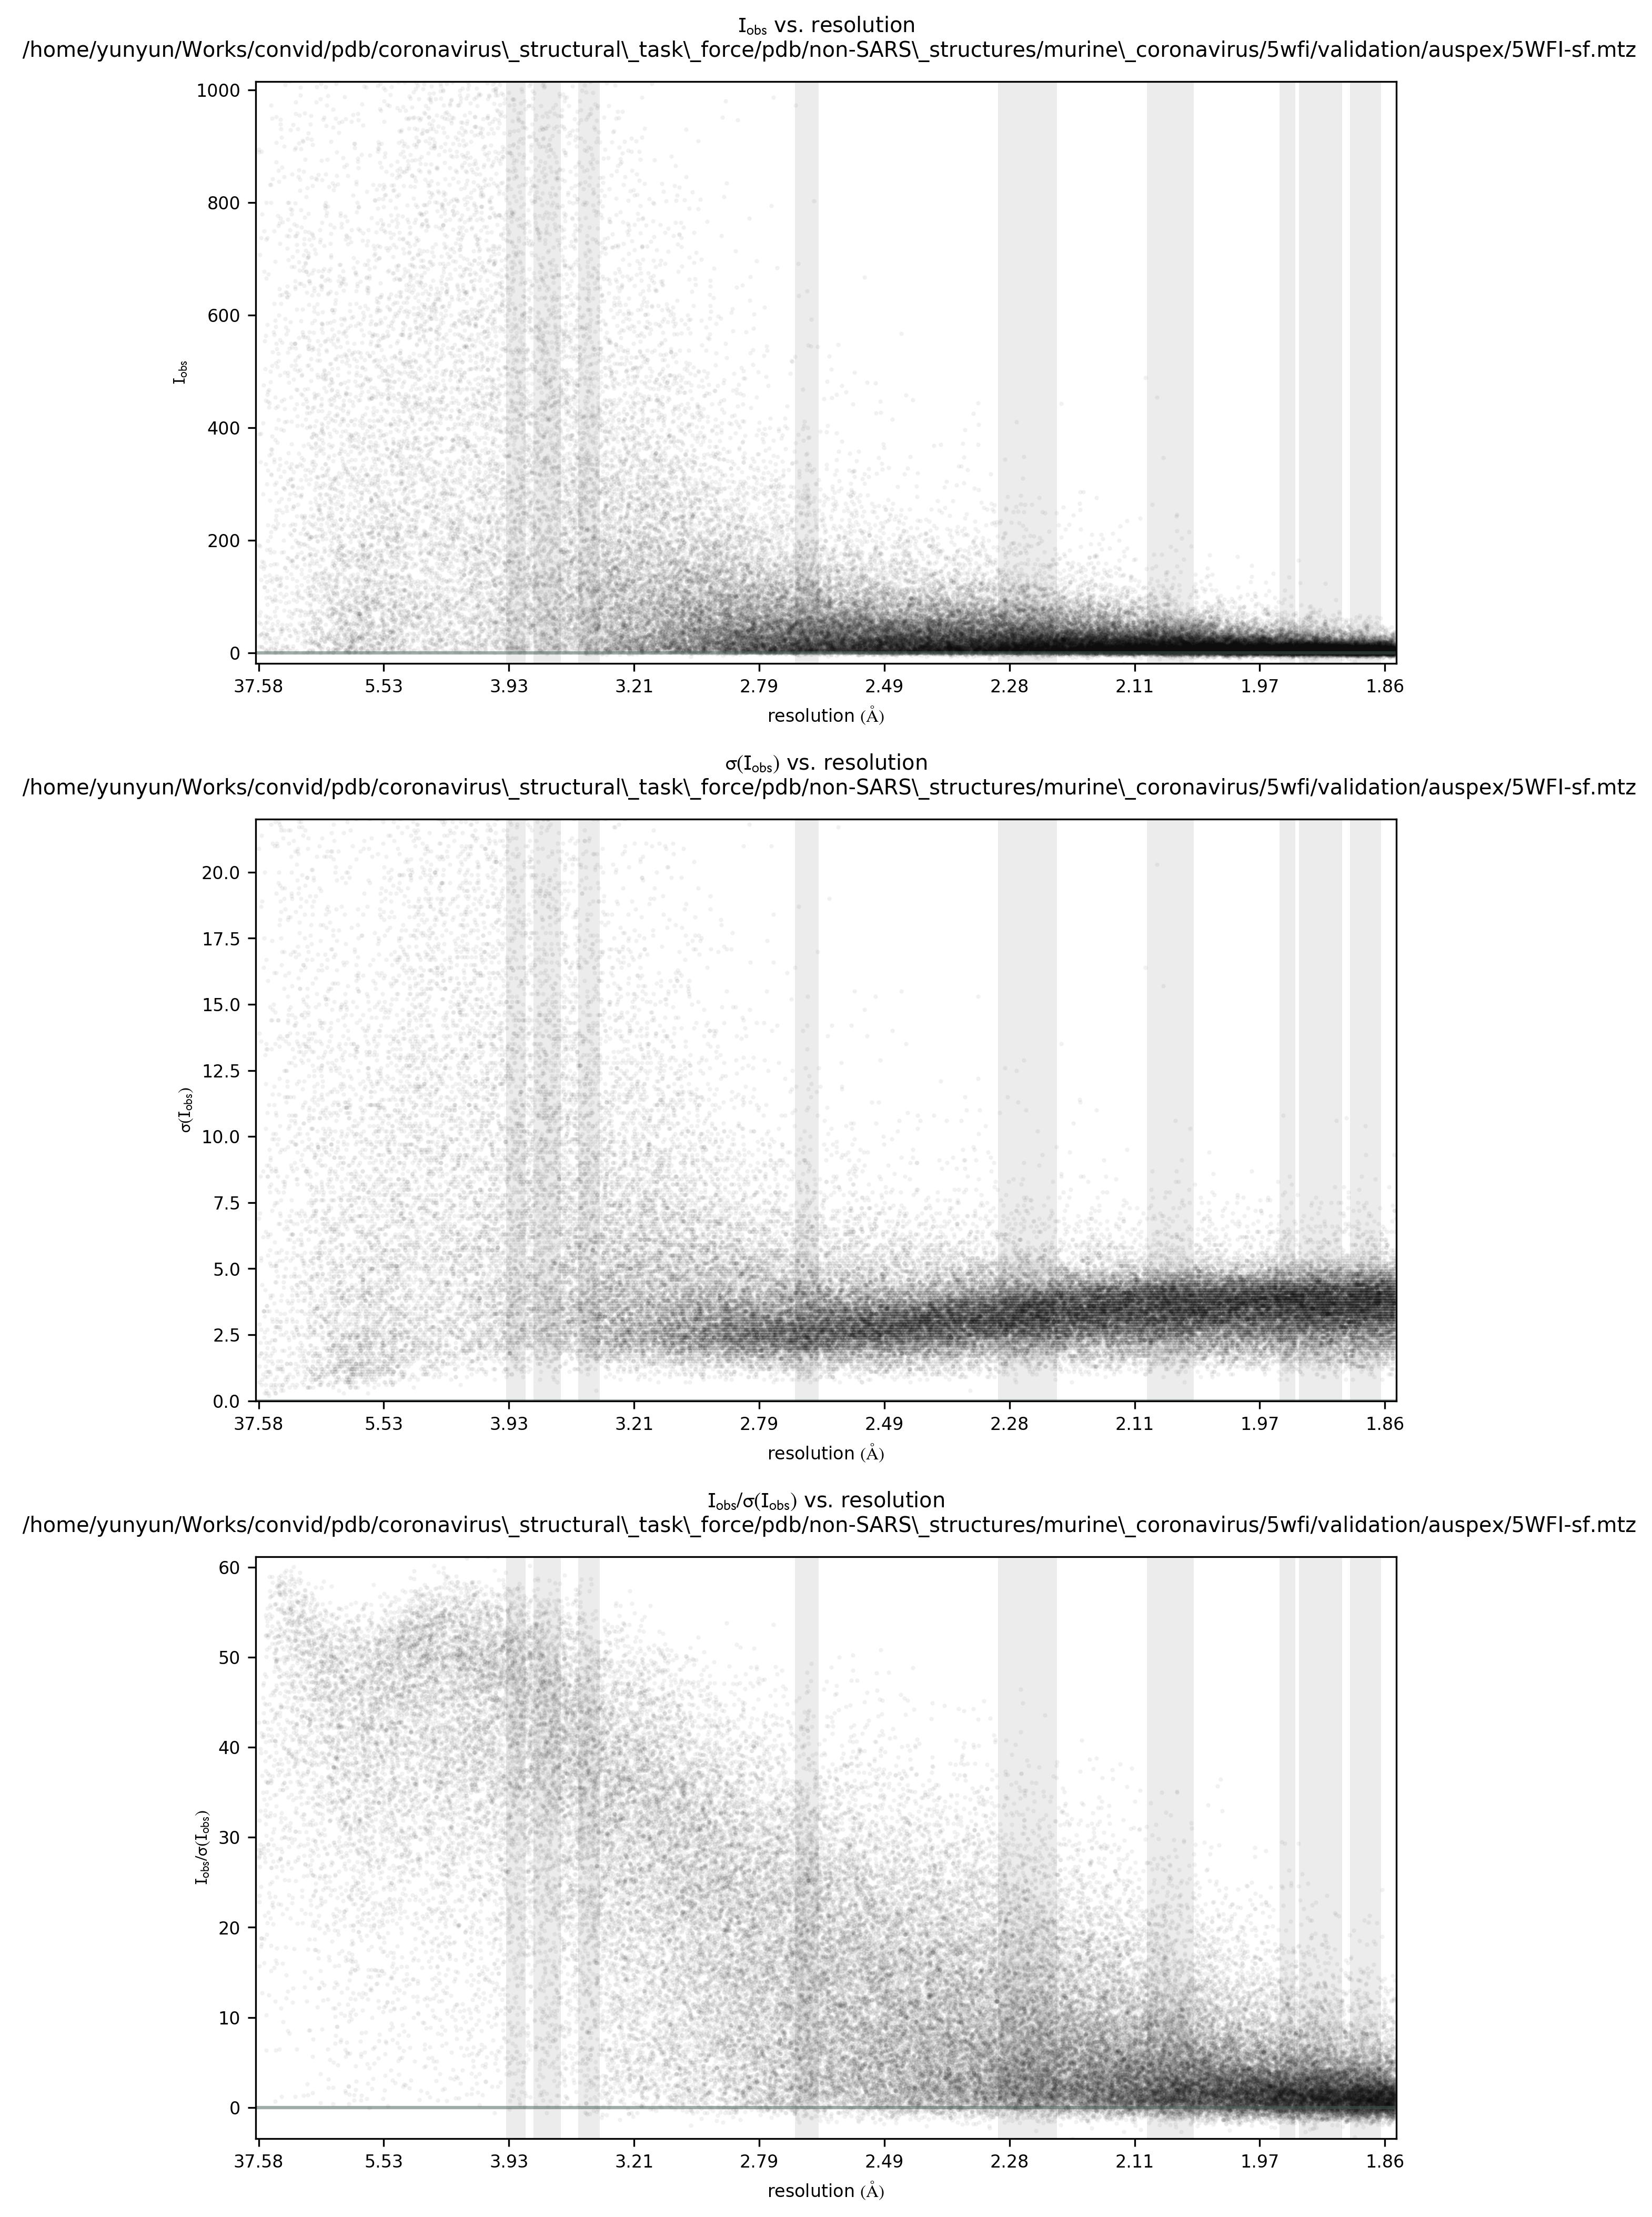 Iobs vs. resolution
/home/yunyun/Works/convid/pdb/coronavirus\_structural\_task\_force/pdb/non-SARS\_structures/murine\_coronavirus/5wfi/validation/auspex/5WFI-sf.mtz
1000
800
600
400
200
0
Iobs
37.58 5.53 3.93 3.21 2.79 2.49 2.28 2.11 1.97 1.86
resolution (Å)
σ(Iobs) vs. resolution
/home/yunyun/Works/convid/pdb/coronavirus\_structural\_task\_force/pdb/non-SARS\_structures/murine\_coronavirus/5wfi/validation/auspex/5WFI-sf.mtz
20.0
17.5
15.0
12.5
10.0
7.5
5.0
2.5
0.0
σ(Iobs)
37.58 5.53 3.93 3.21 2.79 2.49 2.28 2.11 1.97 1.86
resolution (Å)
Iobs/σ(Iobs) vs. resolution
/home/yunyun/Works/convid/pdb/coronavirus\_structural\_task\_force/pdb/non-SARS\_structures/murine\_coronavirus/5wfi/validation/auspex/5WFI-sf.mtz
60
50
40
30
20
10
0
Iobs/σ(Iobs)
37.58 5.53 3.93 3.21 2.79 2.49 2.28 2.11 1.97 1.86
resolution (Å)